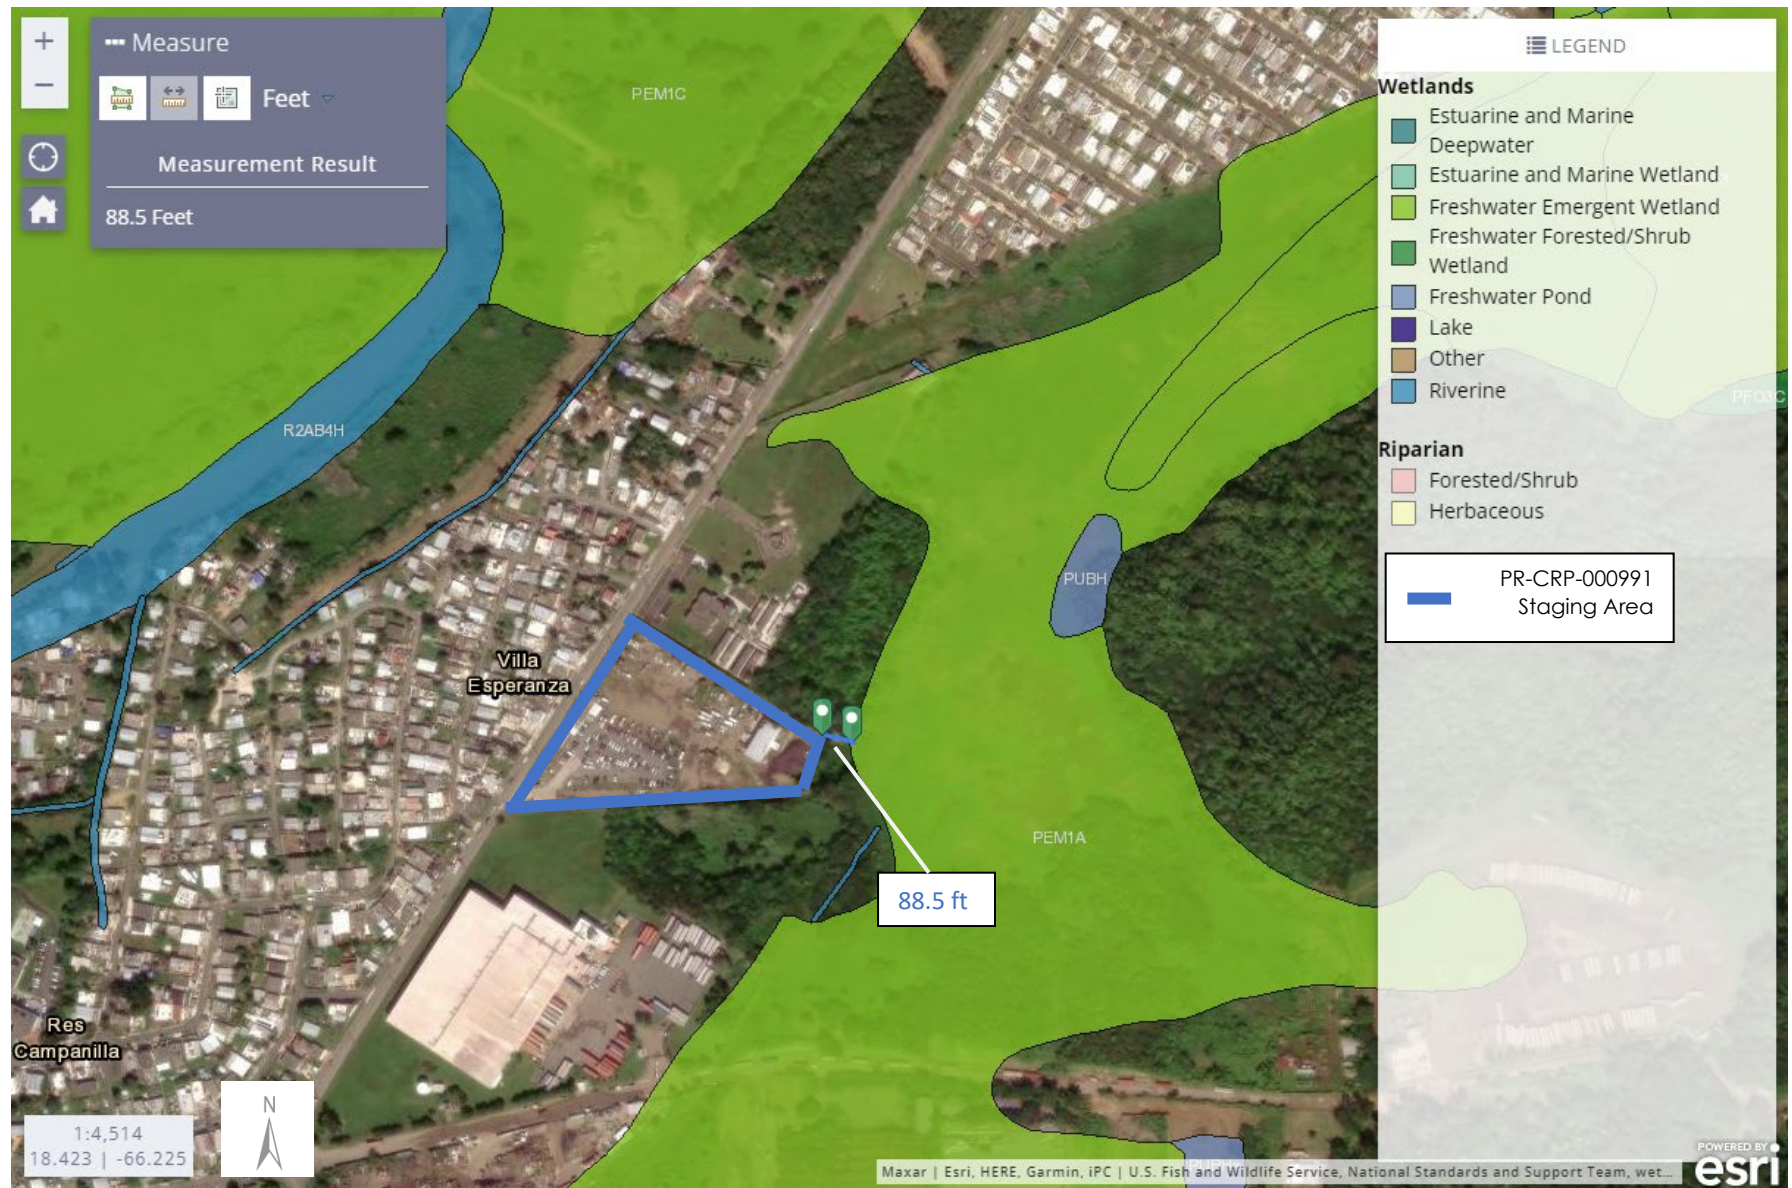 +
−
Measure
Feet
Measurement Result
88.5 Feet
PEM1C
R2AB4H
PUBH
Villa
Esperanza
PEM1A
88.5 ft
Res
Campanilla
N
1:4,514
18.423 | -66.225
LEGEND
Wetlands
Estuarine and Marine
Deepwater
Estuarine and Marine Wetland
Freshwater Emergent Wetland
Freshwater Forested/Shrub
Wetland
Freshwater Pond
Lake
Other
Riverine
PFO3C
Riparian
Forested/Shrub
Herbaceous
PR-CRP-000991
Staging Area
Maxar | Esri, HERE, Garmin, iPC | U.S. Fish and Wildlife Service, National Standards and Support Team, wet...
POWERED BY
esri